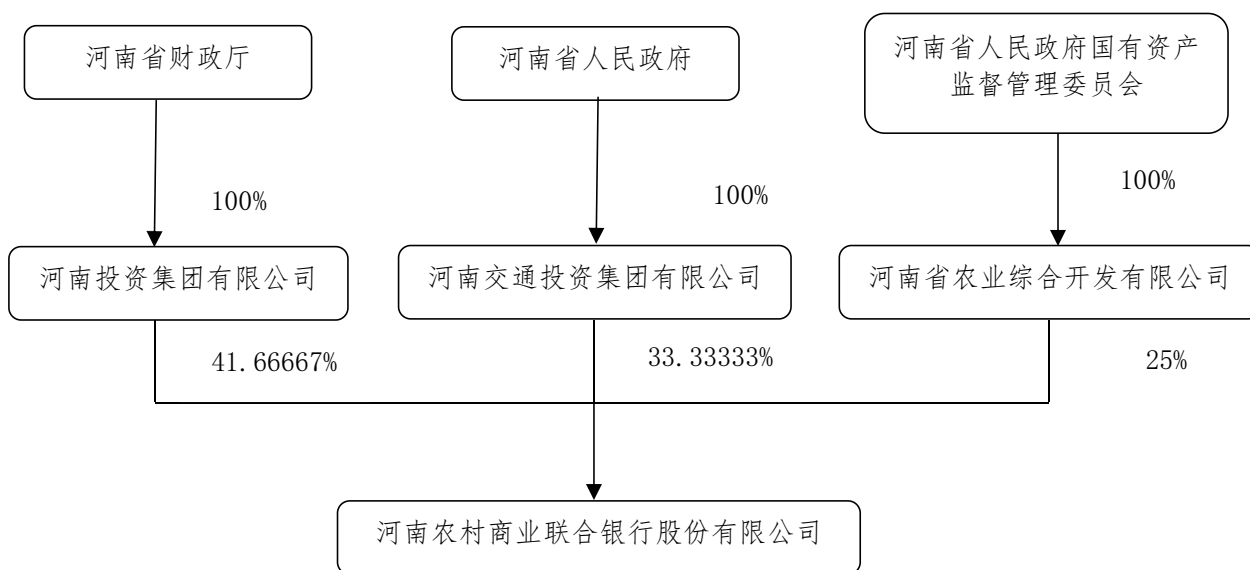 河南省财政厅
河南省人民政府
河南省人民政府国有资产
监督管理委员会
100%
100%
100%
河南投资集团有限公司
河南交通投资集团有限公司
河南省农业综合开发有限公司
41.66667%
33.33333%
25%
河南农村商业联合银行股份有限公司